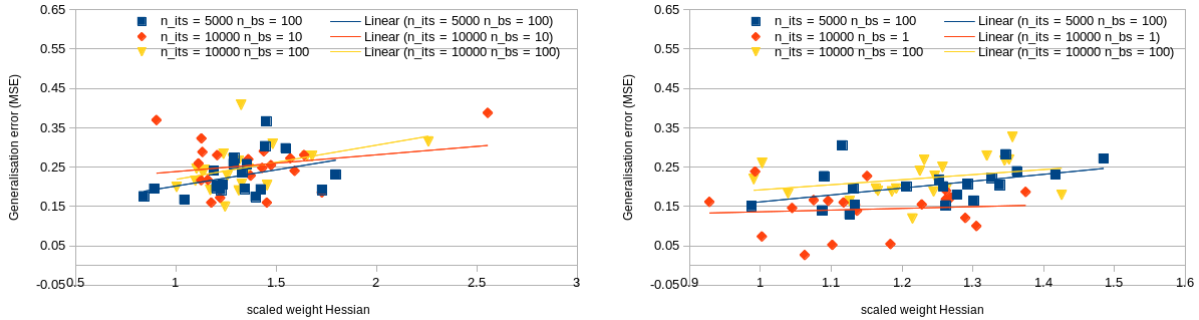 0.65
n_its = 5000 n_bs = 100 Linear (n_its = 5000 n_bs = 100)
n_its = 10000 n_bs = 10 Linear (n_its = 10000 n_bs = 10)
0.55
n_its = 10000 n_bs = 100 Linear (n_its = 10000 n_bs = 100)
0.45
0.35
0.25
0.15
0.05
-0.05
Generalisation error (MSE)
0.5 1 1.5 2 2.5 3
scaled weight Hessian
0.65
n_its = 5000 n_bs = 100 Linear (n_its = 5000 n_bs = 100)
n_its = 10000 n_bs = 1 Linear (n_its = 10000 n_bs = 1)
0.55
n_its = 10000 n_bs = 100 Linear (n_its = 10000 n_bs = 100)
0.45
0.35
0.25
0.15
0.05
-0.05
Generalisation error (MSE)
0.9 1 1.1 1.2 1.3 1.4 1.5 1.6
scaled weight Hessian